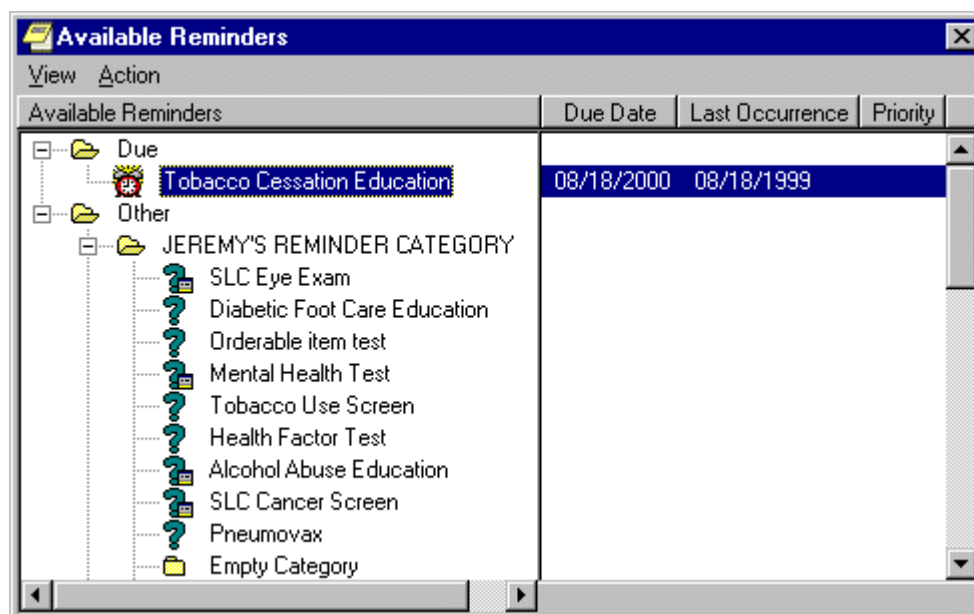 Available Reminders
View Action
Available Reminders Due Date Last Occurrence Priority
Due
Tobacco Cessation Education 08/18/2000 08/18/1999
Other
JEREMY'S REMINDER CATEGORY
SLC Eye Exam
Diabetic Foot Care Education
Orderable item test
Mental Health Test
Tobacco Use Screen
Health Factor Test
Alcohol Abuse Education
SLC Cancer Screen
Pneumovax
Empty Category